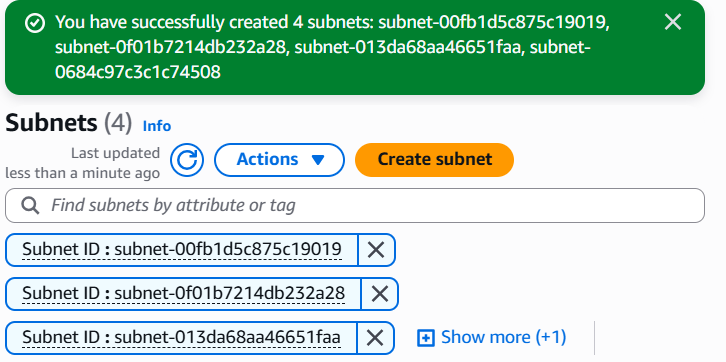 You have successfully created 4 subnets: subnet-00fb1d5c875c19019,
subnet-0f01b7214db232a28, subnet-013da68aa46651faa, subnet-
0684c97c3c1c74508
Subnets (4) Info
Last updated
less than a minute ago
Actions
Create subnet
Find subnets by attribute or tag
Subnet ID : subnet-00fb1d5c875c19019
Subnet ID : subnet-0f01b7214db232a28
Subnet ID : subnet-013da68aa46651faa
Show more (+1)